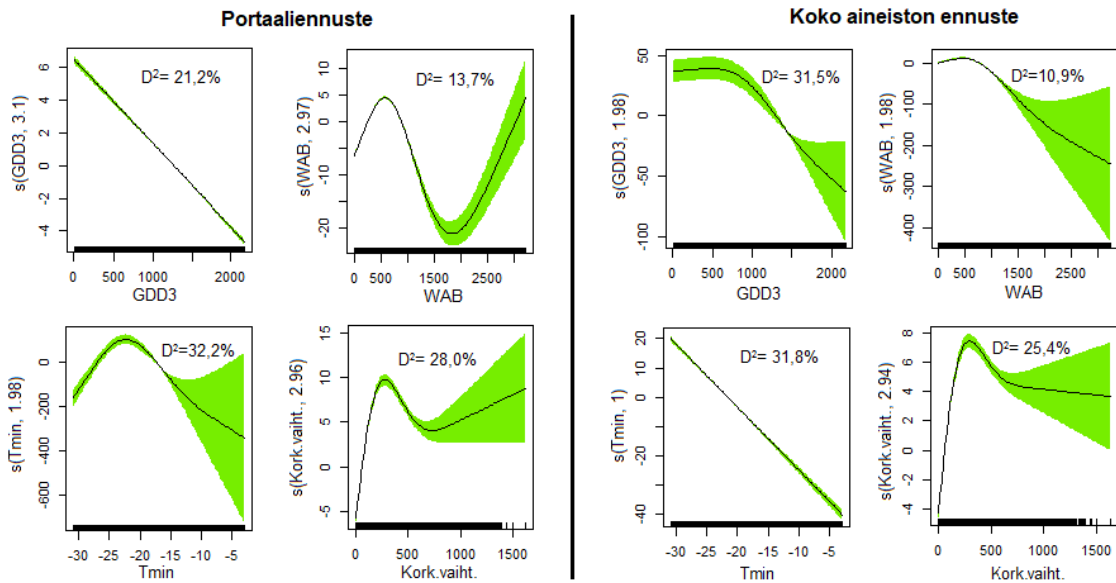 Portaaliennuste
D²= 21,2%
s(GDD3, 3.1)
6
4
2
0
-2
-4
0 500 1000 2000
GDD3
D²= 13,7%
s(WAB, 2.97)
10
5
0
-5
-10
-20
0 500 1500 2500
WAB
D²=32,2%
s(Tmin, 1.98)
0
-200
-400
-600
-30 -25 -20 -15 -10 -5
Tmin
D²= 28,0%
s(Kork.vaiht., 2.96)
15
10
5
0
-5
0 500 1000 1500
Kork.vaiht.
Koko aineiston ennuste
D²= 31,5%
s(GDD3, 1.98)
50
0
-50
-100
0 500 1000 2000
GDD3
D²=10,9%
s(WAB, 1.98)
0
-100
-200
-300
-400
0 500 1500 2500
WAB
D²= 31,8%
s(Tmin, 1)
20
10
0
-20
-40
-30 -25 -20 -15 -10 -5
Tmin
D²= 25,4%
s(Kork.vaiht., 2.94)
8
6
4
2
0
-4
0 500 1000 1500
Kork.vaiht.